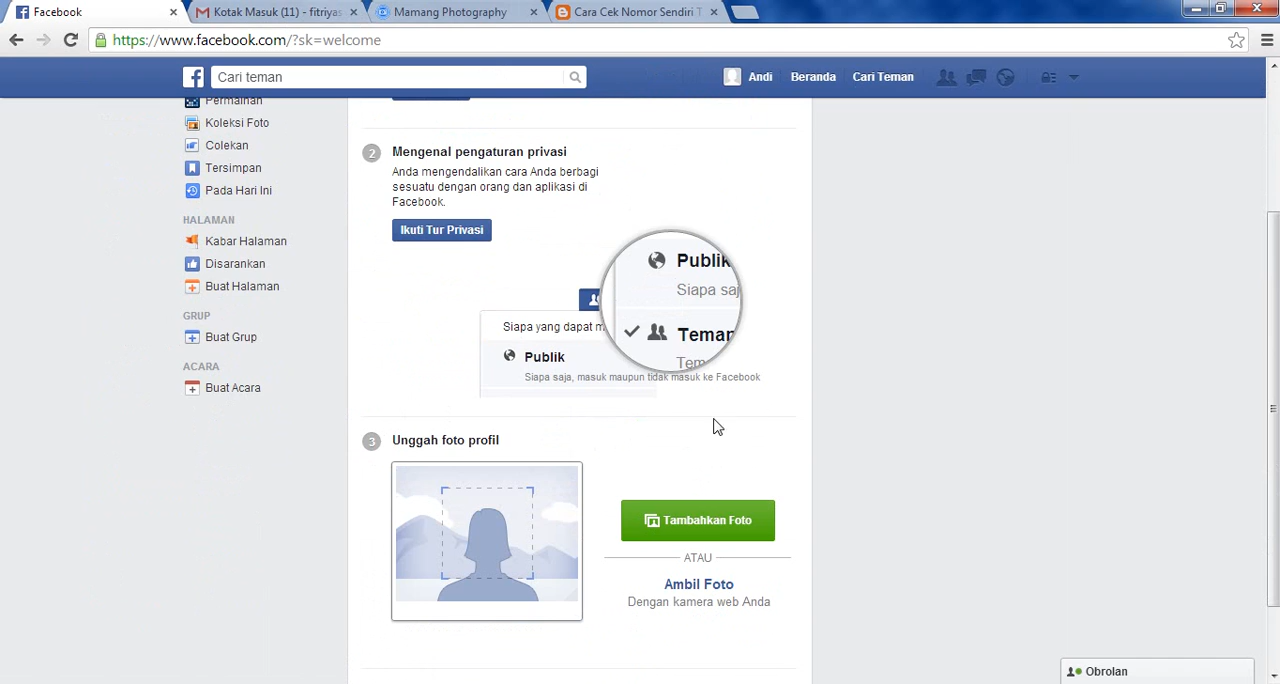 Facebook
Kotak Masuk (11) - fitriyas
Mamang Photography
Cara Cek Nomor Sendiri T
https://www.facebook.com/?sk=welcome
Cari teman
Andi
Beranda
Cari Teman
Permainan
Koleksi Foto
Colekan
Tersimpan
Pada Hari Ini
HALAMAN
Kabar Halaman
Disarankan
Buat Halaman
GRUP
Buat Grup
ACARA
Buat Acara
2
Mengenal pengaturan privasi
Anda mengendalikan cara Anda berbagi
sesuatu dengan orang dan aplikasi di
Facebook.
Ikuti Tur Privasi
Publik
Siapa saj
Teman
Tem
Siapa yang dapat m
Publik
Siapa saja, masuk maupun tidak masuk ke Facebook
3
Unggah foto profil
Tambahkan Foto
ATAU
Ambil Foto
Dengan kamera web Anda
Obrolan